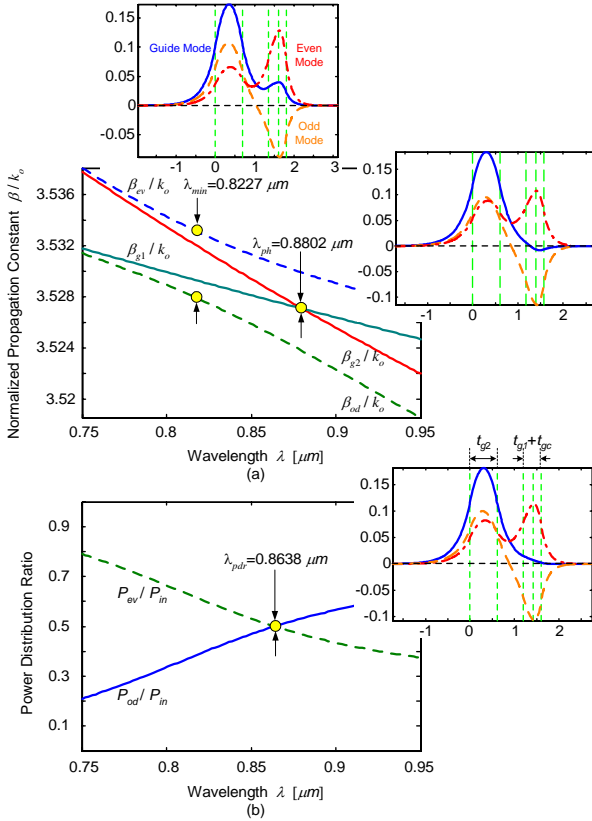 0.15
0.1
0.05
0
-0.05
Guide Mode
Even
Mode
Odd
Mode
-2 -1 0 1 2 3
Normalized Propagation Constant β/k_o
3.536
3.532
3.528
3.524
3.52
β_ev/k_o
λ_min=0.8227 μm
β_g1/k_o
λ_ph=0.8802 μm
β_g2/k_o
β_od/k_o
0.75 0.8 0.85 0.9 0.95
Wavelength λ [μm]
(a)
0.15
0.1
0.05
0
-0.05
-0.1
-1 0 1 2
t_g2 t_g1+t_gc
0.15
0.1
0.05
0
-0.05
-0.1
-1 0 1 2
Power Distribution Ratio
0.9
0.7
0.5
0.3
0.1
λ_pdr=0.8638 μm
P_ev/P_in
P_od/P_in
0.75 0.8 0.85 0.9 0.95
Wavelength λ [μm]
(b)